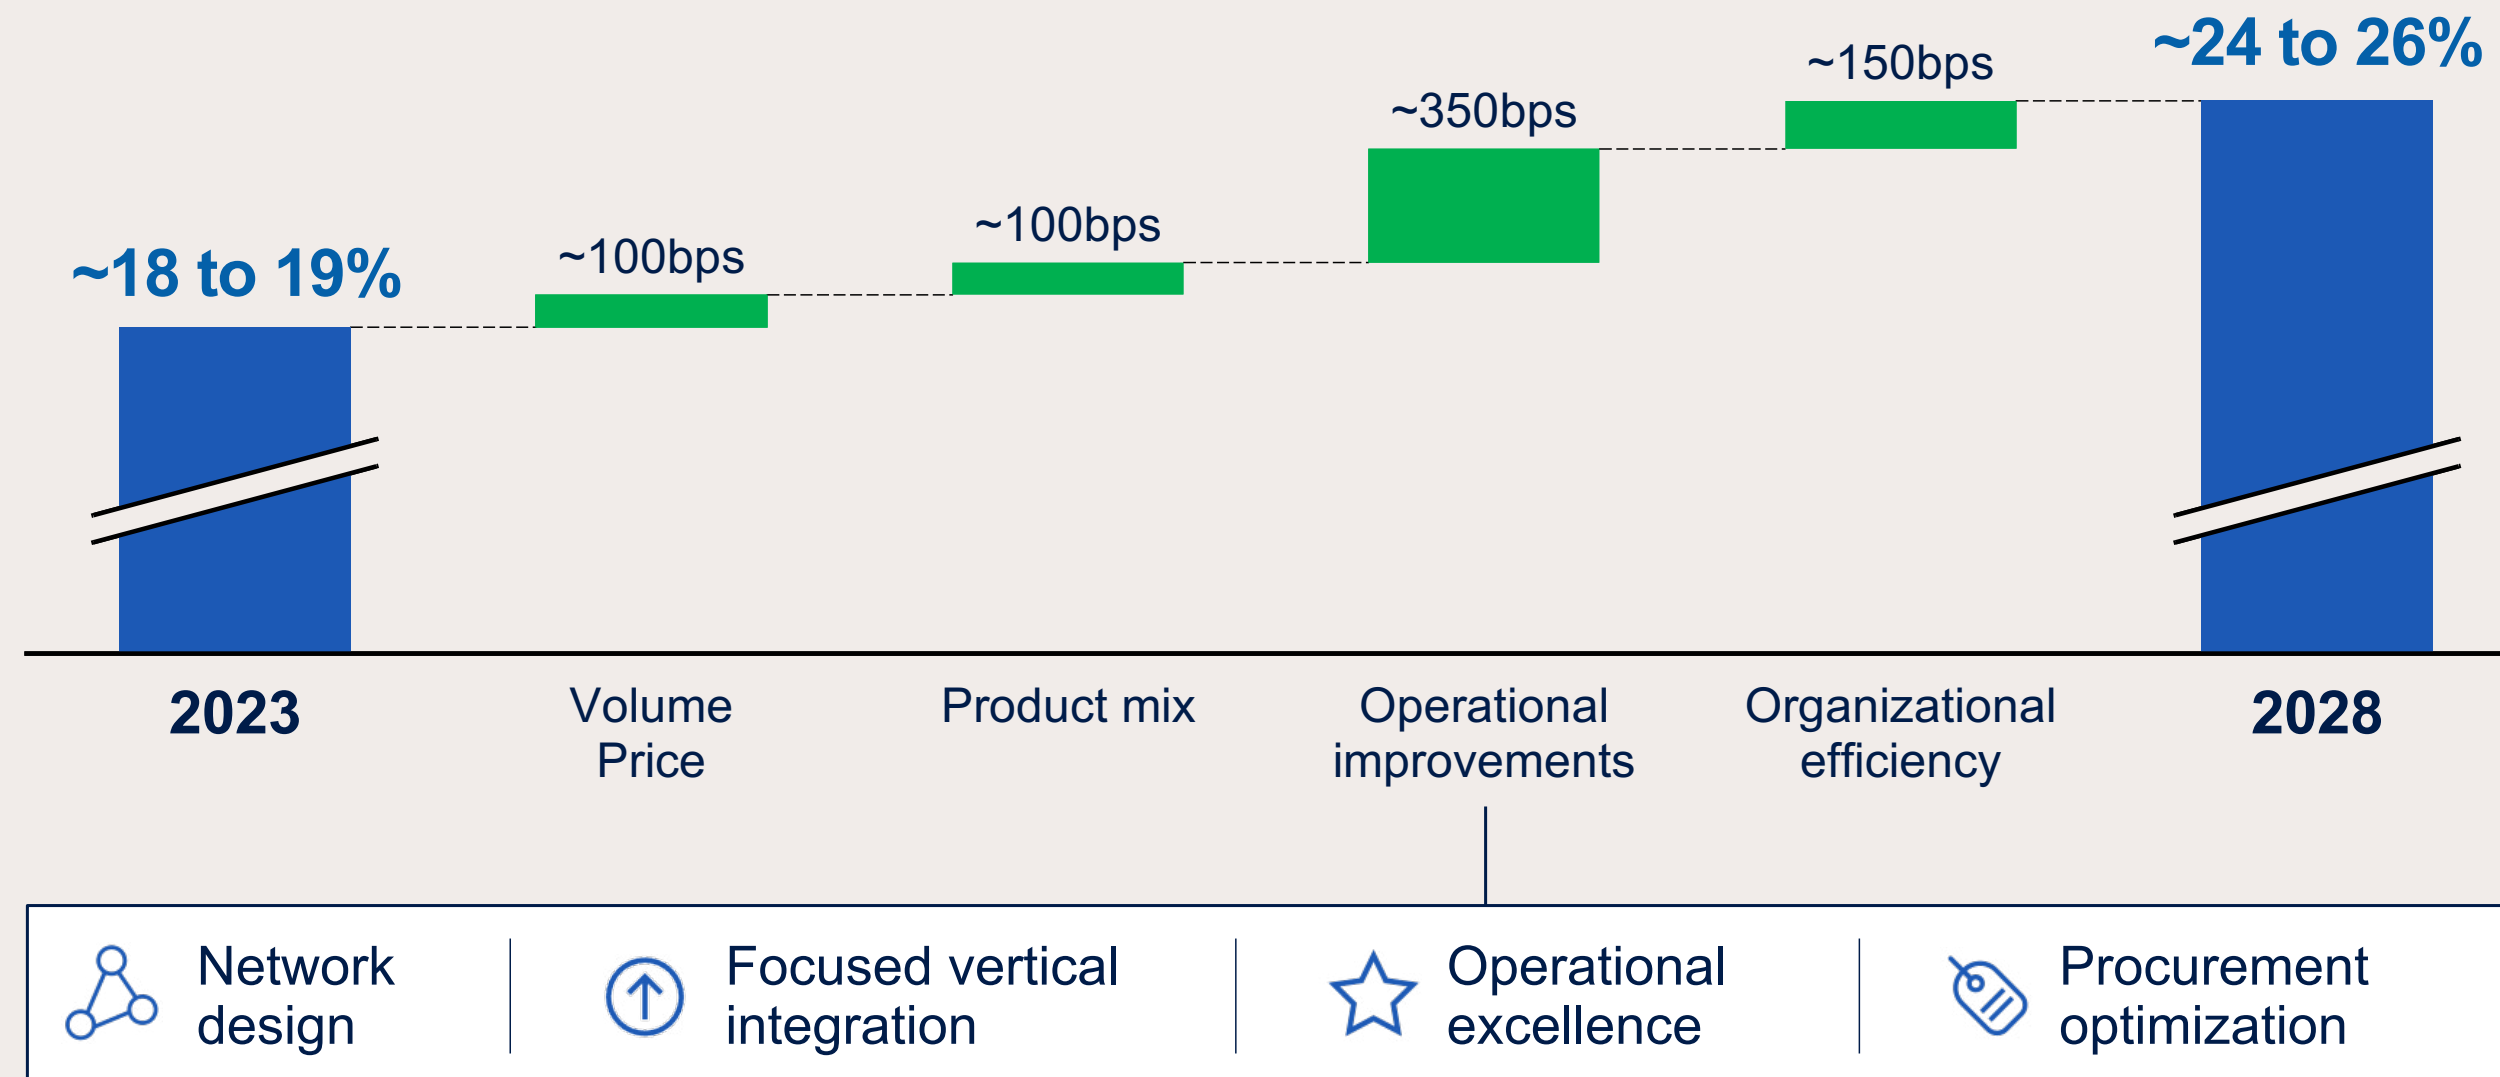 ~24 to 26%
~150bps
~350bps
~100bps
~100bps
~18 to 19%
2023
Volume
Price
Product mix
Operational
improvements
Organizational
efficiency
2028
Network
design
Focused vertical
integration
Operational
excellence
Procurement
optimization